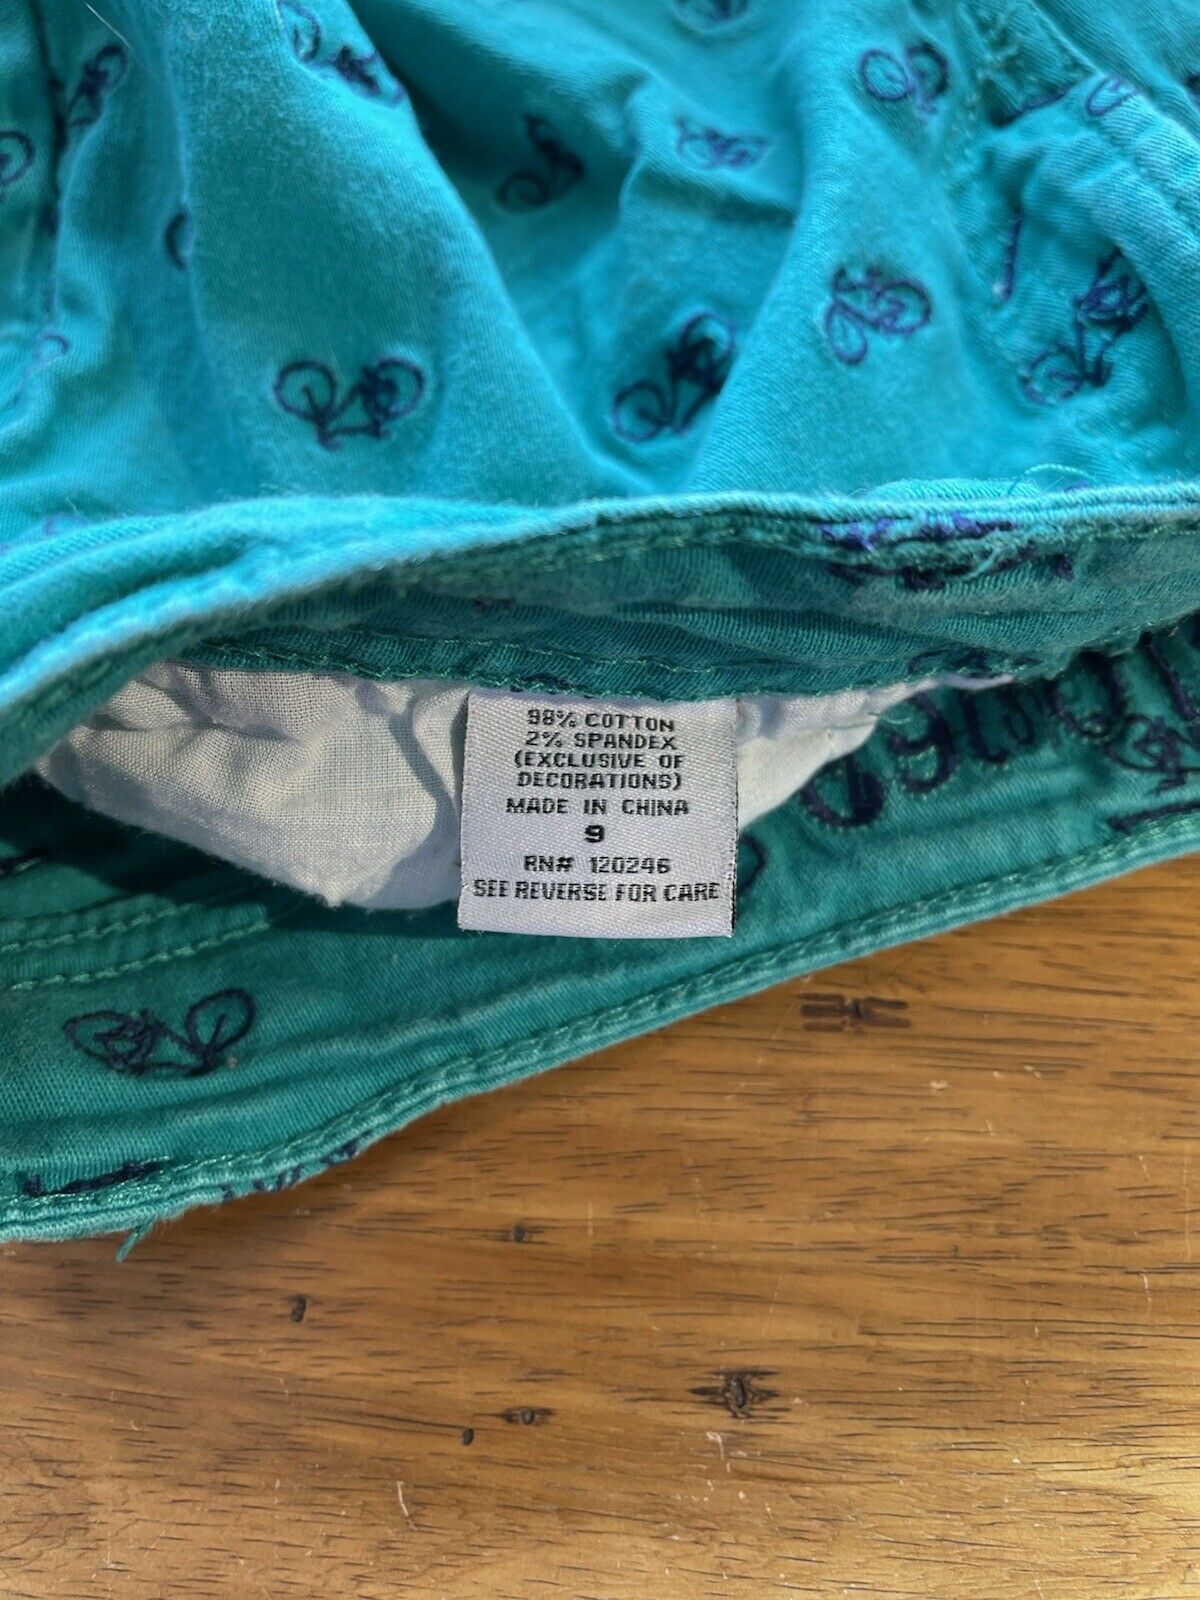 98% COTTON
2% SPANDEX
(EXCLUSIVE OF
DECORATIONS)
MADE IN CHINA
9
RN# 120246
SEE REVERSE FOR CARE